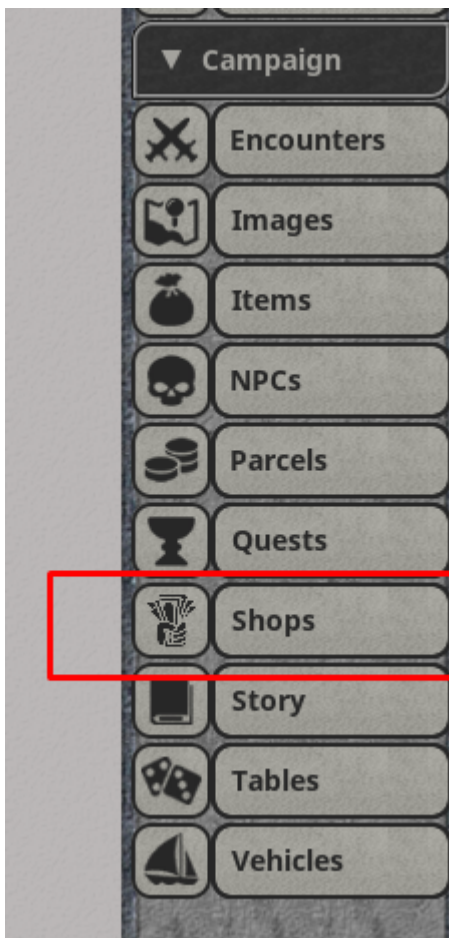 ▼ Campaign
Encounters
Images
Items
NPCs
Parcels
Quests
Shops
Story
Tables
Vehicles